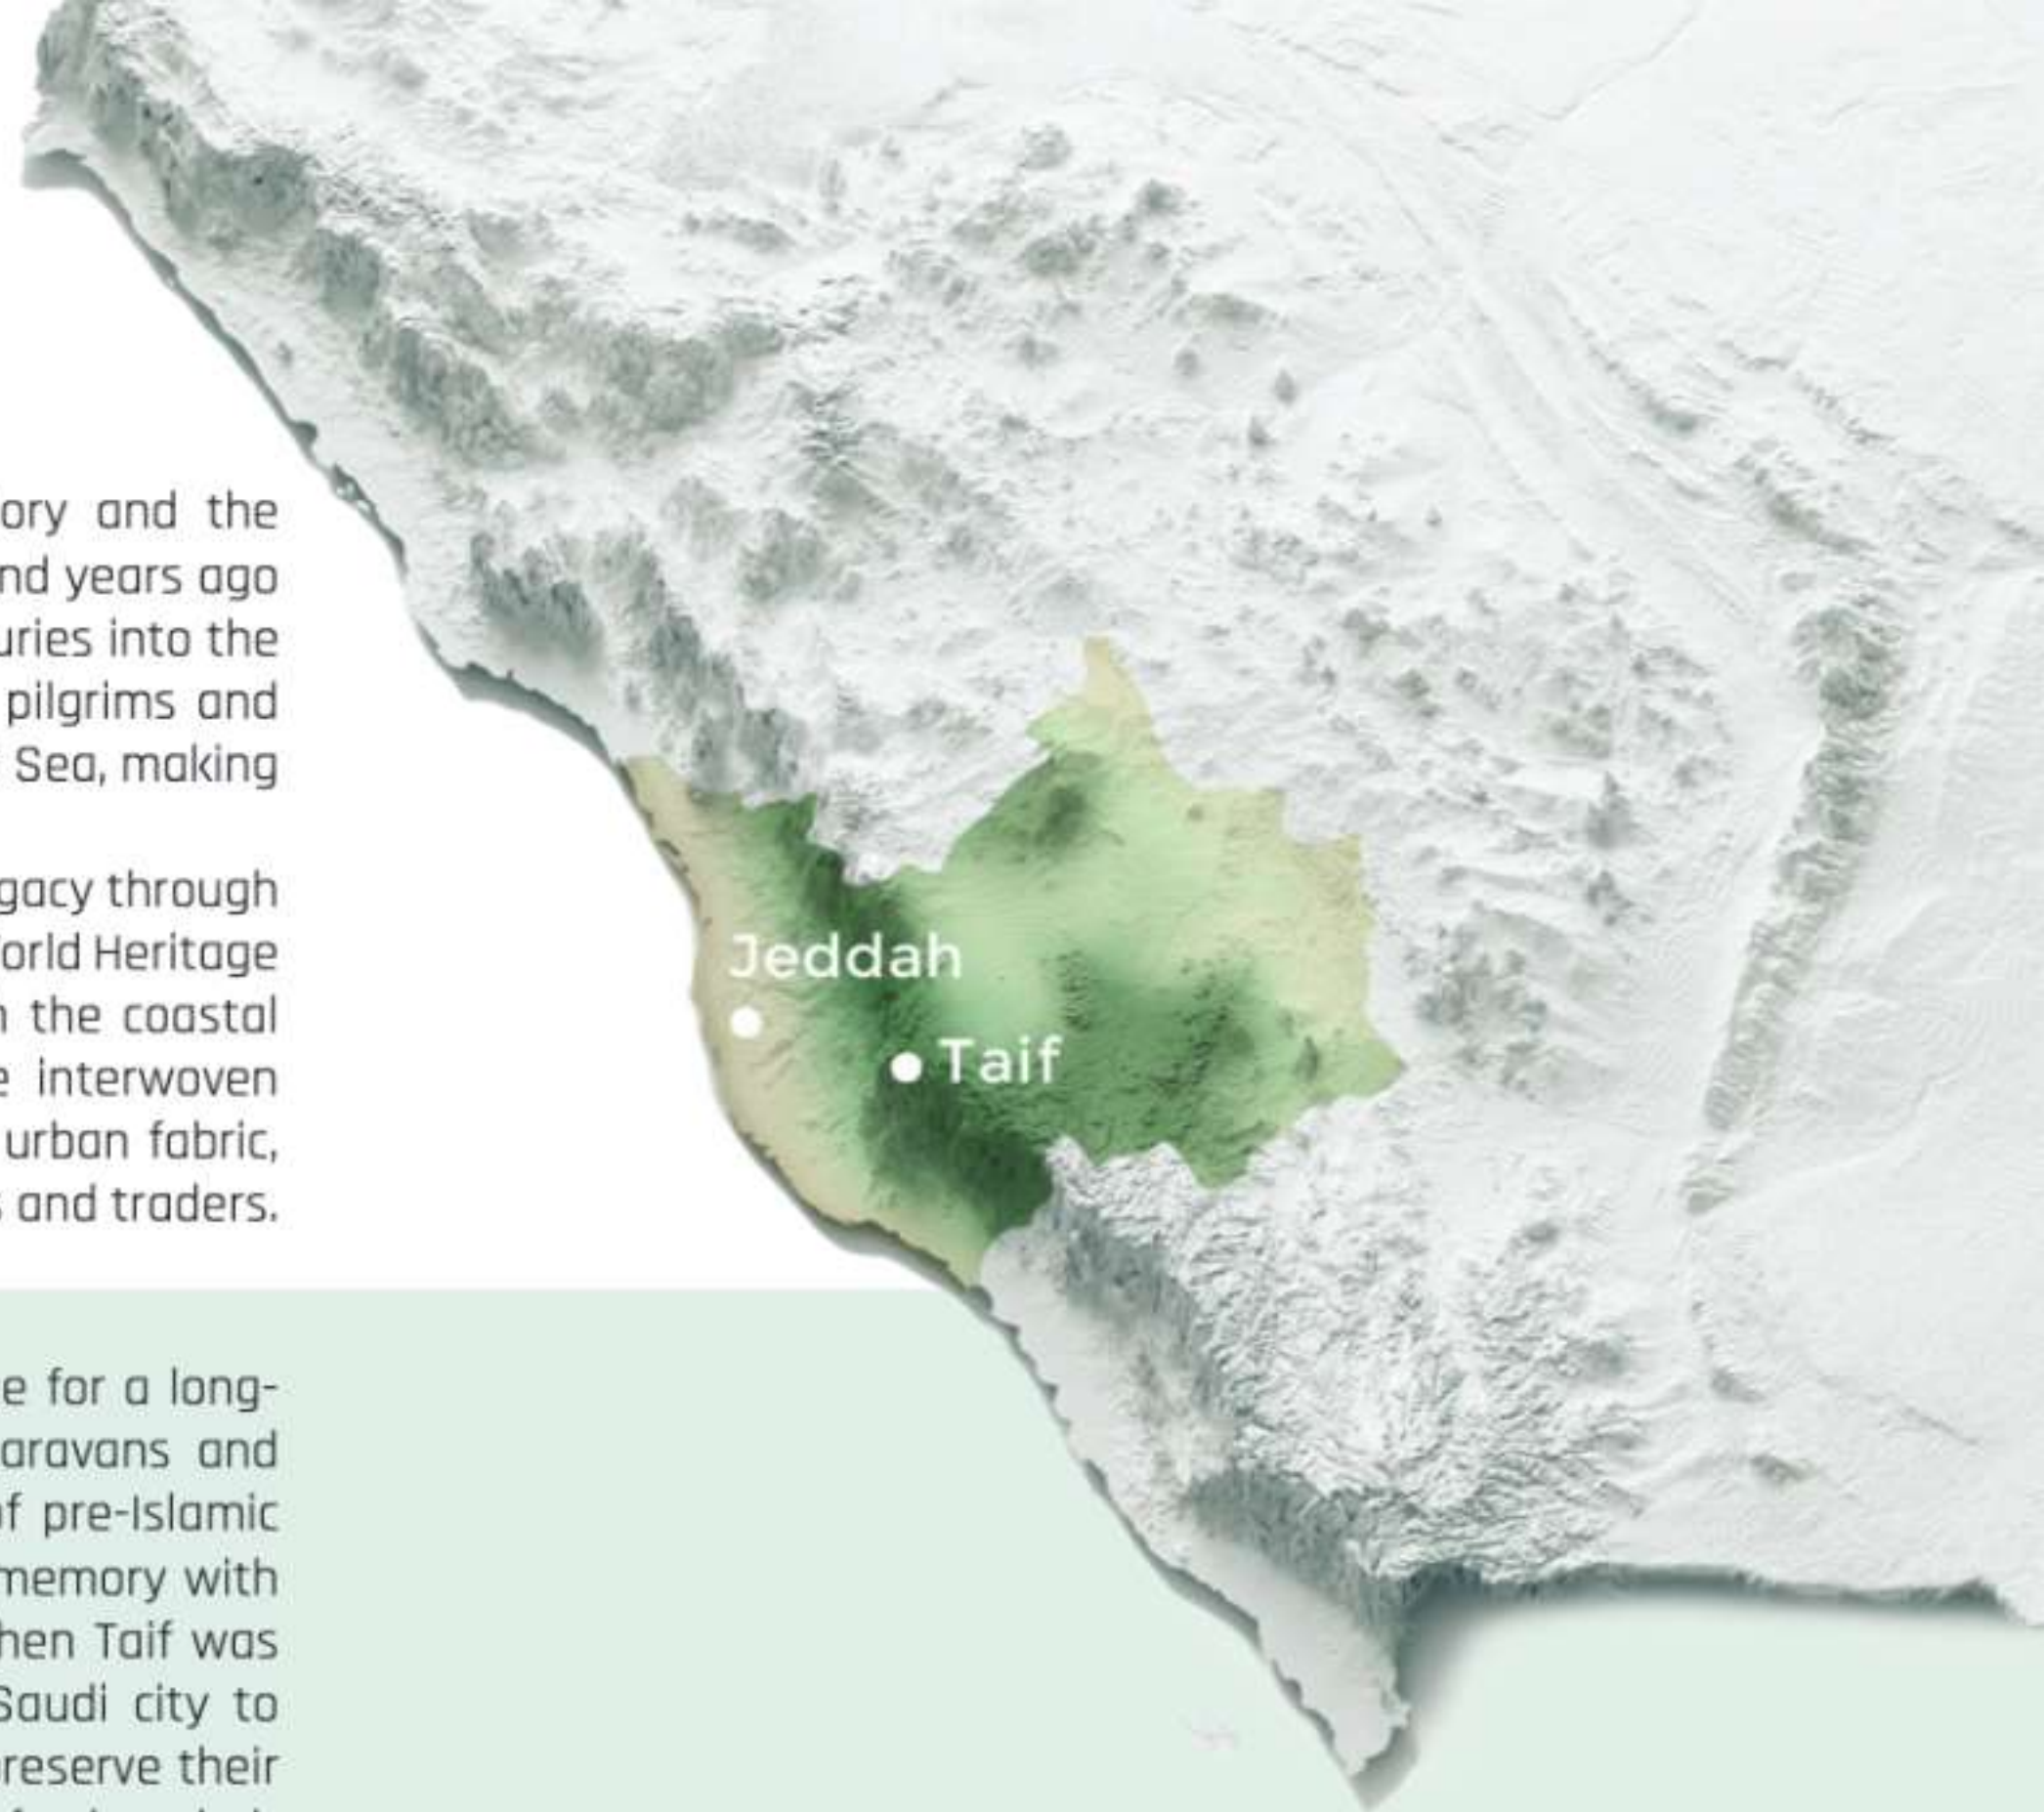 ory and the
nd years ago
uries into the
pilgrims and
Sea, making
gacy through
orld Heritage
the coastal
interwoven
urban fabric,
and traders.
e for a long-
aravans and
of pre-Islamic
memory with
hen Taif was
Saudi city to
reserve their
Jeddah
Taif